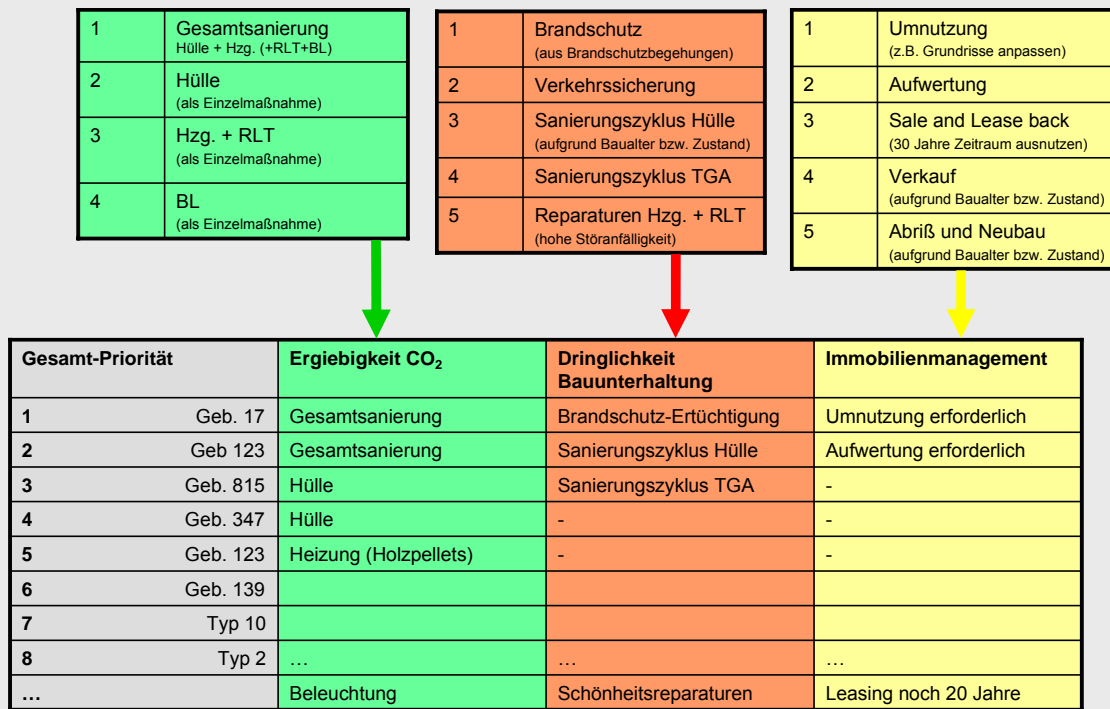 1 Gesamtsanierung
Hülle + Hzg. (+RLT+BL)
2 Hülle
(als Einzelmaßnahme)
3 Hzg. + RLT
(als Einzelmaßnahme)
4 BL
(als Einzelmaßnahme)
1 Brandschutz
(aus Brandschutzbegehungen)
2 Verkehrssicherung
3 Sanierungszyklus Hülle
(aufgrund Baualter bzw. Zustand)
4 Sanierungszyklus TGA
5 Reparaturen Hzg. + RLT
(hohe Störanfälligkeit)
1 Umnutzung
(z.B. Grundrisse anpassen)
2 Aufwertung
3 Sale and Lease back
(30 Jahre Zeitraum ausnutzen)
4 Verkauf
(aufgrund Baualter bzw. Zustand)
5 Abriß und Neubau
(aufgrund Baualter bzw. Zustand)
Gesamt-Priorität Ergiebigkeit CO₂ Dringlichkeit Immobilienmanagement
Bauunterhaltung
1 Geb. 17 Gesamtsanierung Brandschutz-Ertüchtigung Umnutzung erforderlich
2 Geb 123 Gesamtsanierung Sanierungszyklus Hülle Aufwertung erforderlich
3 Geb. 815 Hülle Sanierungszyklus TGA -
4 Geb. 347 Hülle - -
5 Geb. 123 Heizung (Holzpellets) - -
6 Geb. 139
7 Typ 10
8 Typ 2 … … …
… Beleuchtung Schönheitsreparaturen Leasing noch 20 Jahre